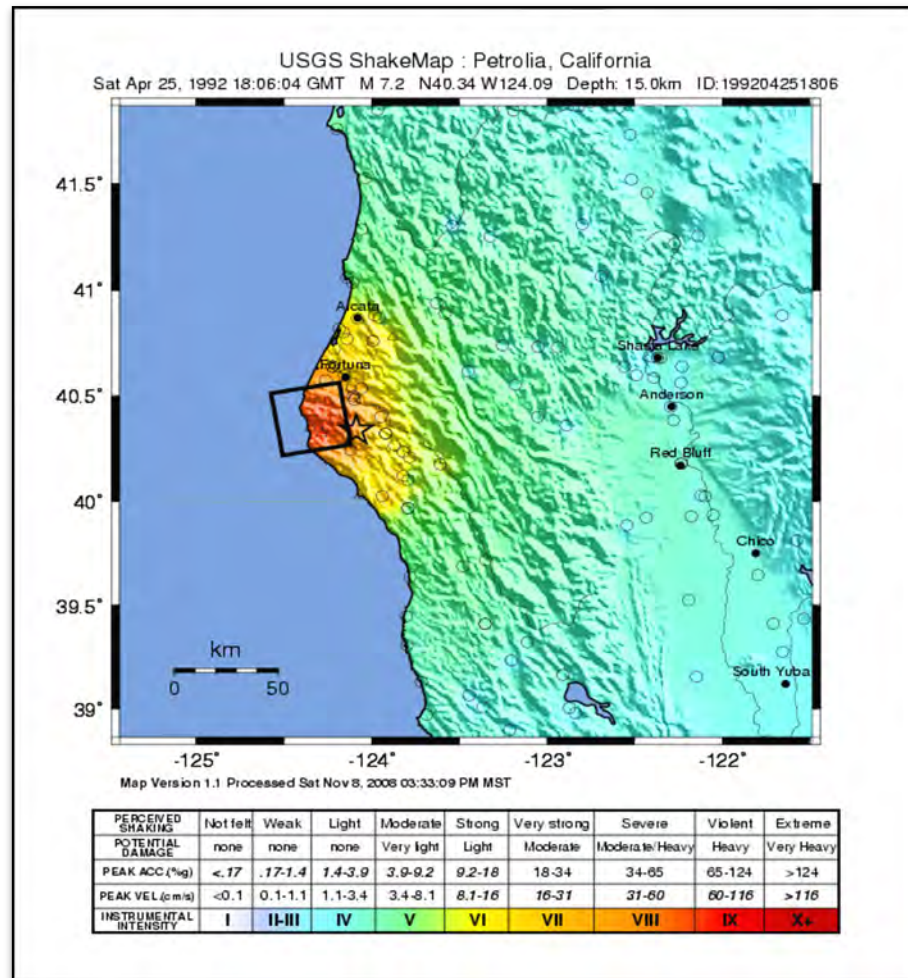 USGS ShakeMap : Petrolia, California
Sat Apr 25, 1992 18:06:04 GMT M 7.2 N40.34 W124.09 Depth: 15.0km ID:199204251806
41.5°
41°
40.5°
40°
39.5°
39°
Arcata
Fortuna
Shasta Lake
Anderson
Red Bluff
Chico
South Yuba
km
0 50
-125° -124° -123° -122°
Map Version 1.1 Processed Sat Nov 8, 2008 03:33:09 PM MST
PERCEIVED SHAKING Not felt Weak Light Moderate Strong Very strong Severe Violent Extreme
POTENTIAL DAMAGE none none none Very light Light Moderate Moderate/Heavy Heavy Very Heavy
PEAK ACC.(%g) <.17 .17-1.4 1.4-3.9 3.9-9.2 9.2-18 18-34 34-65 65-124 >124
PEAK VEL.(cm/s) <0.1 0.1-1.1 1.1-3.4 3.4-8.1 8.1-16 16-31 31-60 60-116 >116
INSTRUMENTAL INTENSITY I II-III IV V VI VII VIII IX X+